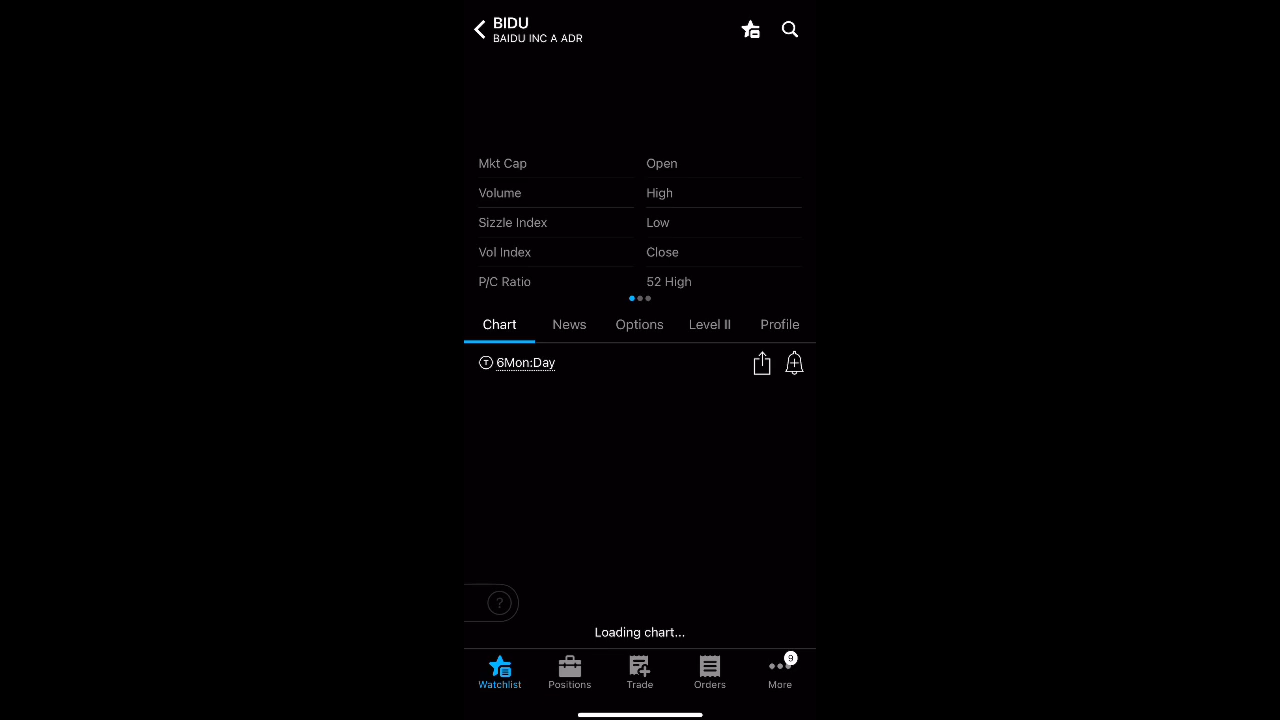 BIDU
BAIDU INC A ADR
Mkt Cap Open
Volume High
Sizzle Index Low
Vol Index Close
P/C Ratio 52 High
Chart News Options Level II Profile
T 6Mon:Day
?
Loading chart...
9
Watchlist Positions Trade Orders More